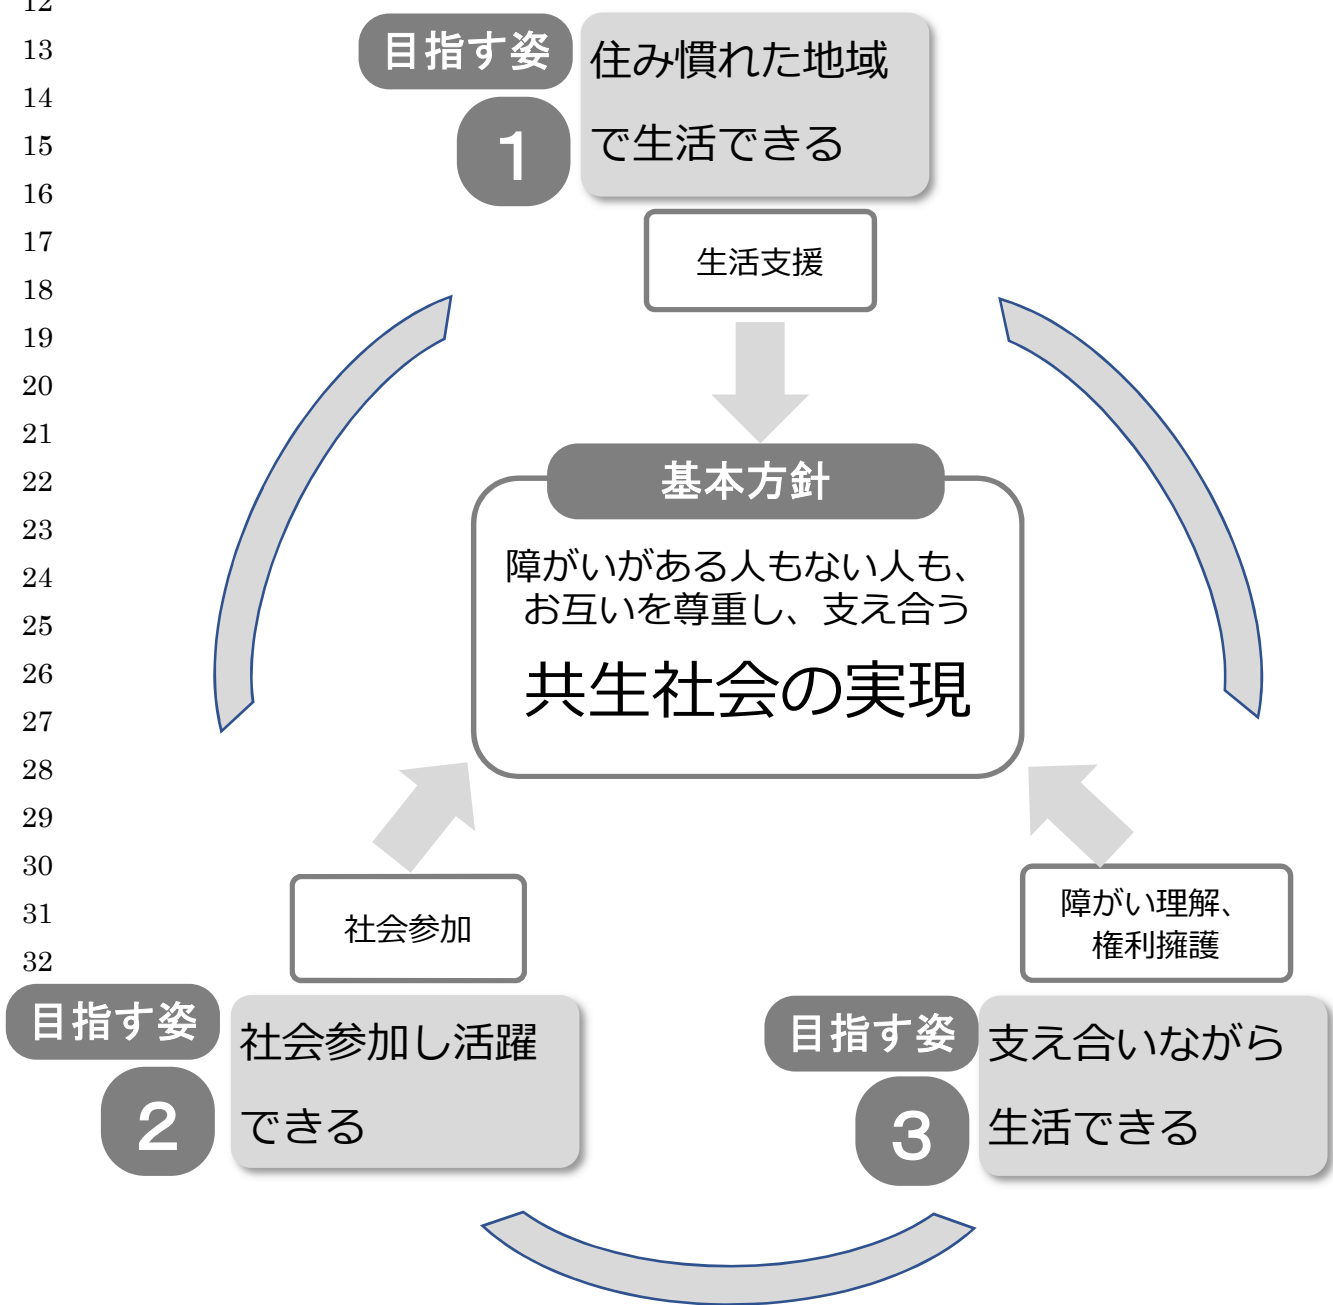 12
13
14
15
16
17
18
19
20
21
22
23
24
25
26
27
28
29
30
31
32
目指す姿
1
住み慣れた地域
で生活できる
生活支援
基本方針
障がいがある人もない人も、
お互いを尊重し、支え合う
共生社会の実現
社会参加
障がい理解、
権利擁護
目指す姿
2
社会参加し活躍
できる
目指す姿
3
支え合いながら
生活できる